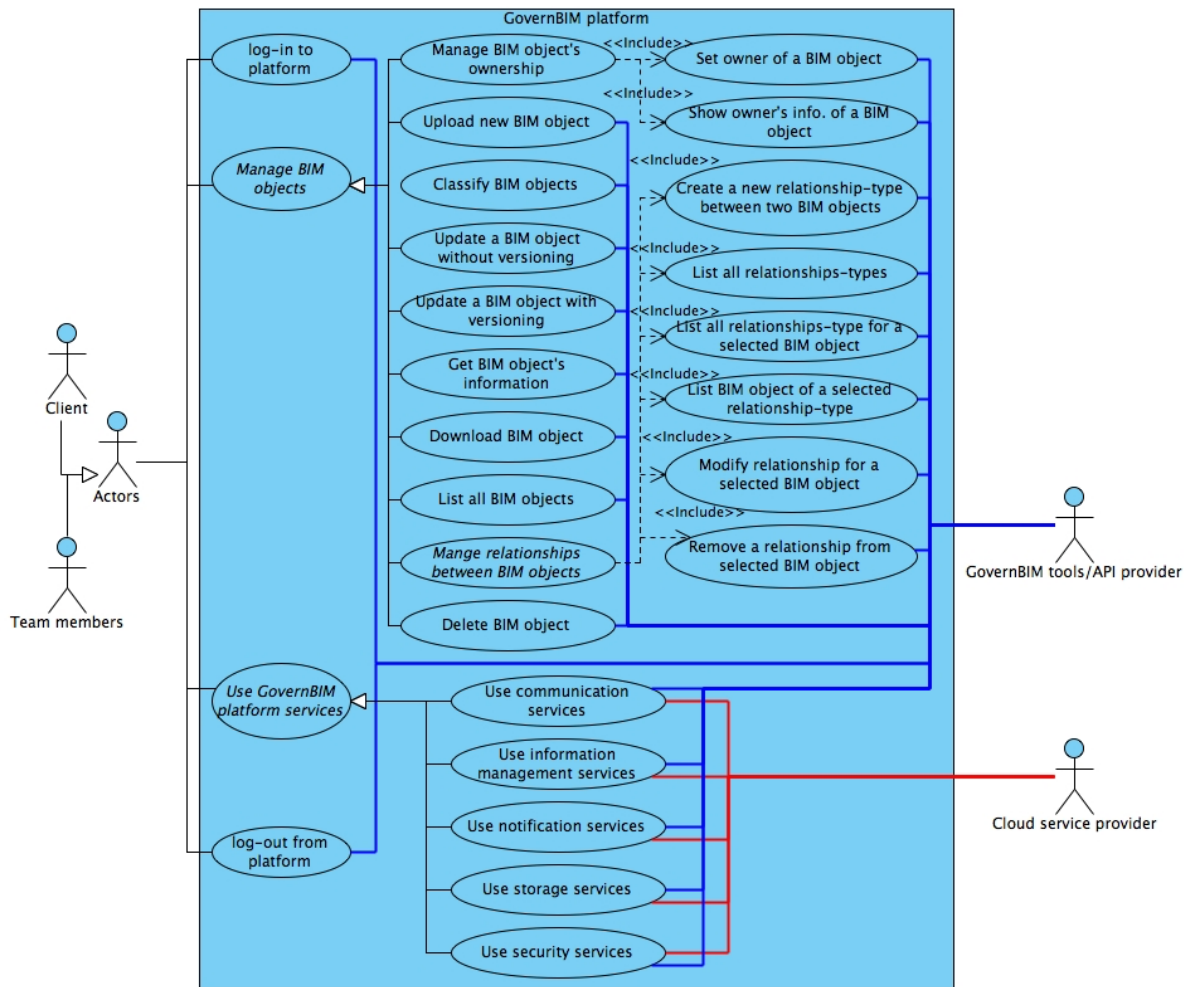 GovernBIM platform
log-in to
platform
Manage BIM object's
ownership
<<Include>>
Set owner of a BIM object
<<Include>>
Upload new BIM object
Show owner's info. of a BIM
object
Manage BIM
objects
Classify BIM objects
<<Include>>
Create a new relationship-type
between two BIM objects
Update a BIM object
without versioning
<<Include>>
List all relationships-types
Update a BIM object with
versioning
<<Include>>
List all relationships-type for a
selected BIM object
Get BIM object's
information
<<Include>>
List BIM object of a selected
relationship-type
Client
Download BIM object
<<Include>>
Modify relationship for a
selected BIM object
Actors
List all BIM objects
<<Include>>
Mange relationships
between BIM objects
Remove a relationship from
selected BIM object
GovernBIM tools/API provider
Team members
Delete BIM object
Use GovernBIM
platform services
Use communication
services
Use information
management services
Cloud service provider
Use notification services
log-out from
platform
Use storage services
Use security services